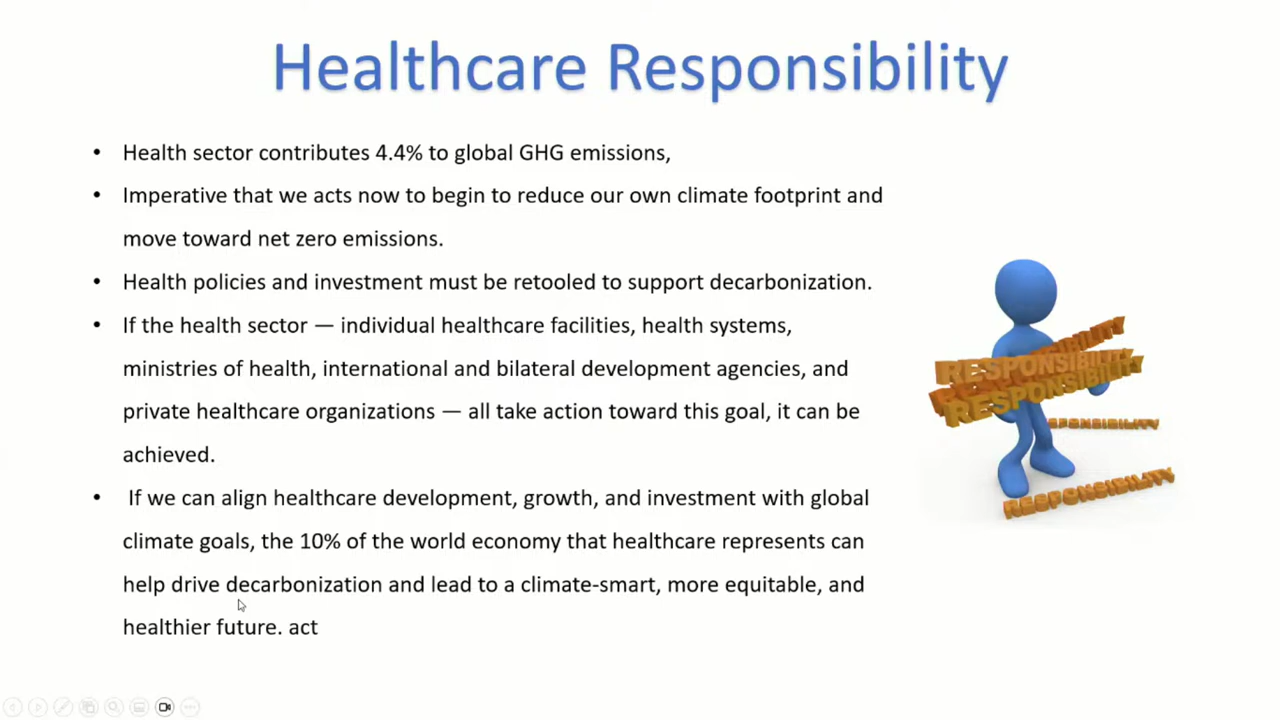 Healthcare Responsibility
• Health sector contributes 4.4% to global GHG emissions,
• Imperative that we acts now to begin to reduce our own climate footprint and
move toward net zero emissions.
• Health policies and investment must be retooled to support decarbonization.
• If the health sector — individual healthcare facilities, health systems,
ministries of health, international and bilateral development agencies, and
private healthcare organizations — all take action toward this goal, it can be
achieved.
• If we can align healthcare development, growth, and investment with global
climate goals, the 10% of the world economy that healthcare represents can
help drive decarbonization and lead to a climate-smart, more equitable, and
healthier future. act
RESPONSIBILITY
RESPONSIBILITY
RESPONSIBILITY